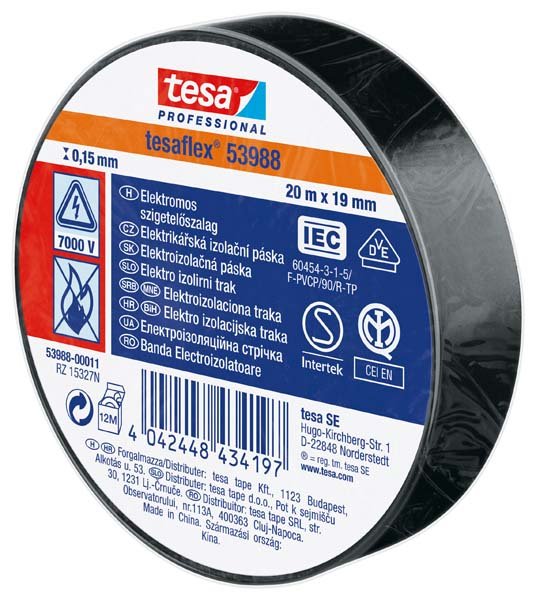 tesa
PROFESSIONAL
tesaflex® 53988
0,15 mm
20 m x 19 mm
7000 V
H Elektromos
szigetelőszalag
CZ Elektrikářská izolační páska
SK Elektroizolačná páska
SLO Elektro izolirni trak
SRB MNE Elektroizolaciona traka
HR BiH Elektro izolacijska traka
UA Електроізоляційна стрічка
RO Banda Electroizolatoare
IEC
60454-3-1-5/
F-PVCP/90/R-TP
DVE
S
Intertek
CEI EN
53988-00011
RZ 15327N
12M
4 042448 434197
tesa SE
Hugo-Kirchberg-Str. 1
D-22848 Norderstedt
® = reg. tm. tesa SE
www.tesa.com
H HR Forgalmazza/Distributer: tesa tape Kft., 1123 Budapest,
Alkotás u. 53. SLO Distributer: tesa tape d.o.o., Pot k sejmišču
30, 1231 Lj-Črnuče. RO Distribuitor: tesa tape SRL, str.
Observatorului, nr.113A, 400363 Cluj-Napoca.
Made in China. Származási ország:
Kína.